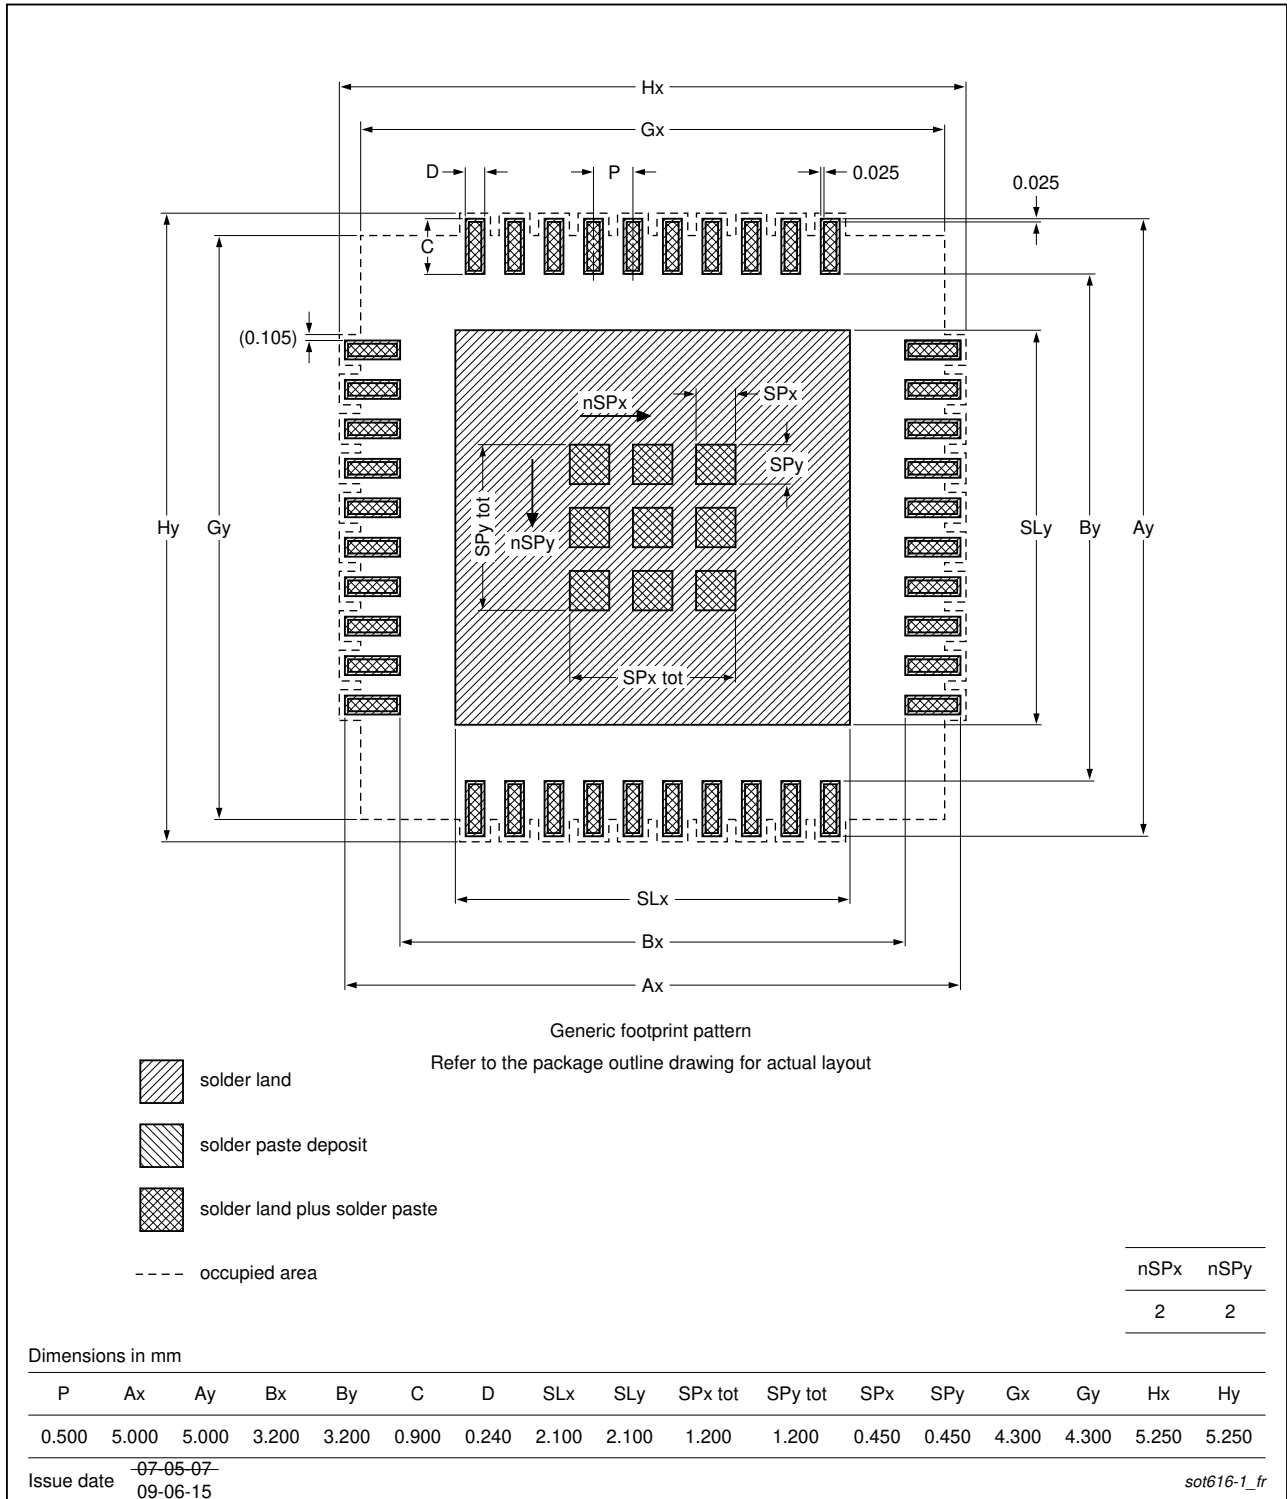 Hx
Gx
D
P
0.025
0.025
C
(0.105)
nSPx
SPx
SPy
SPy tot
nSPy
Hy
Gy
SLy
By
Ay
SPx tot
SLx
Bx
Ax
Generic footprint pattern
Refer to the package outline drawing for actual layout
solder land
solder paste deposit
solder land plus solder paste
occupied area
nSPx nSPy
2 2
Dimensions in mm
P Ax Ay Bx By C D SLx SLy SPx tot SPy tot SPx SPy Gx Gy Hx Hy
0.500 5.000 5.000 3.200 3.200 0.900 0.240 2.100 2.100 1.200 1.200 0.450 0.450 4.300 4.300 5.250 5.250
Issue date 07-05-07
09-06-15
sot616-1_fr